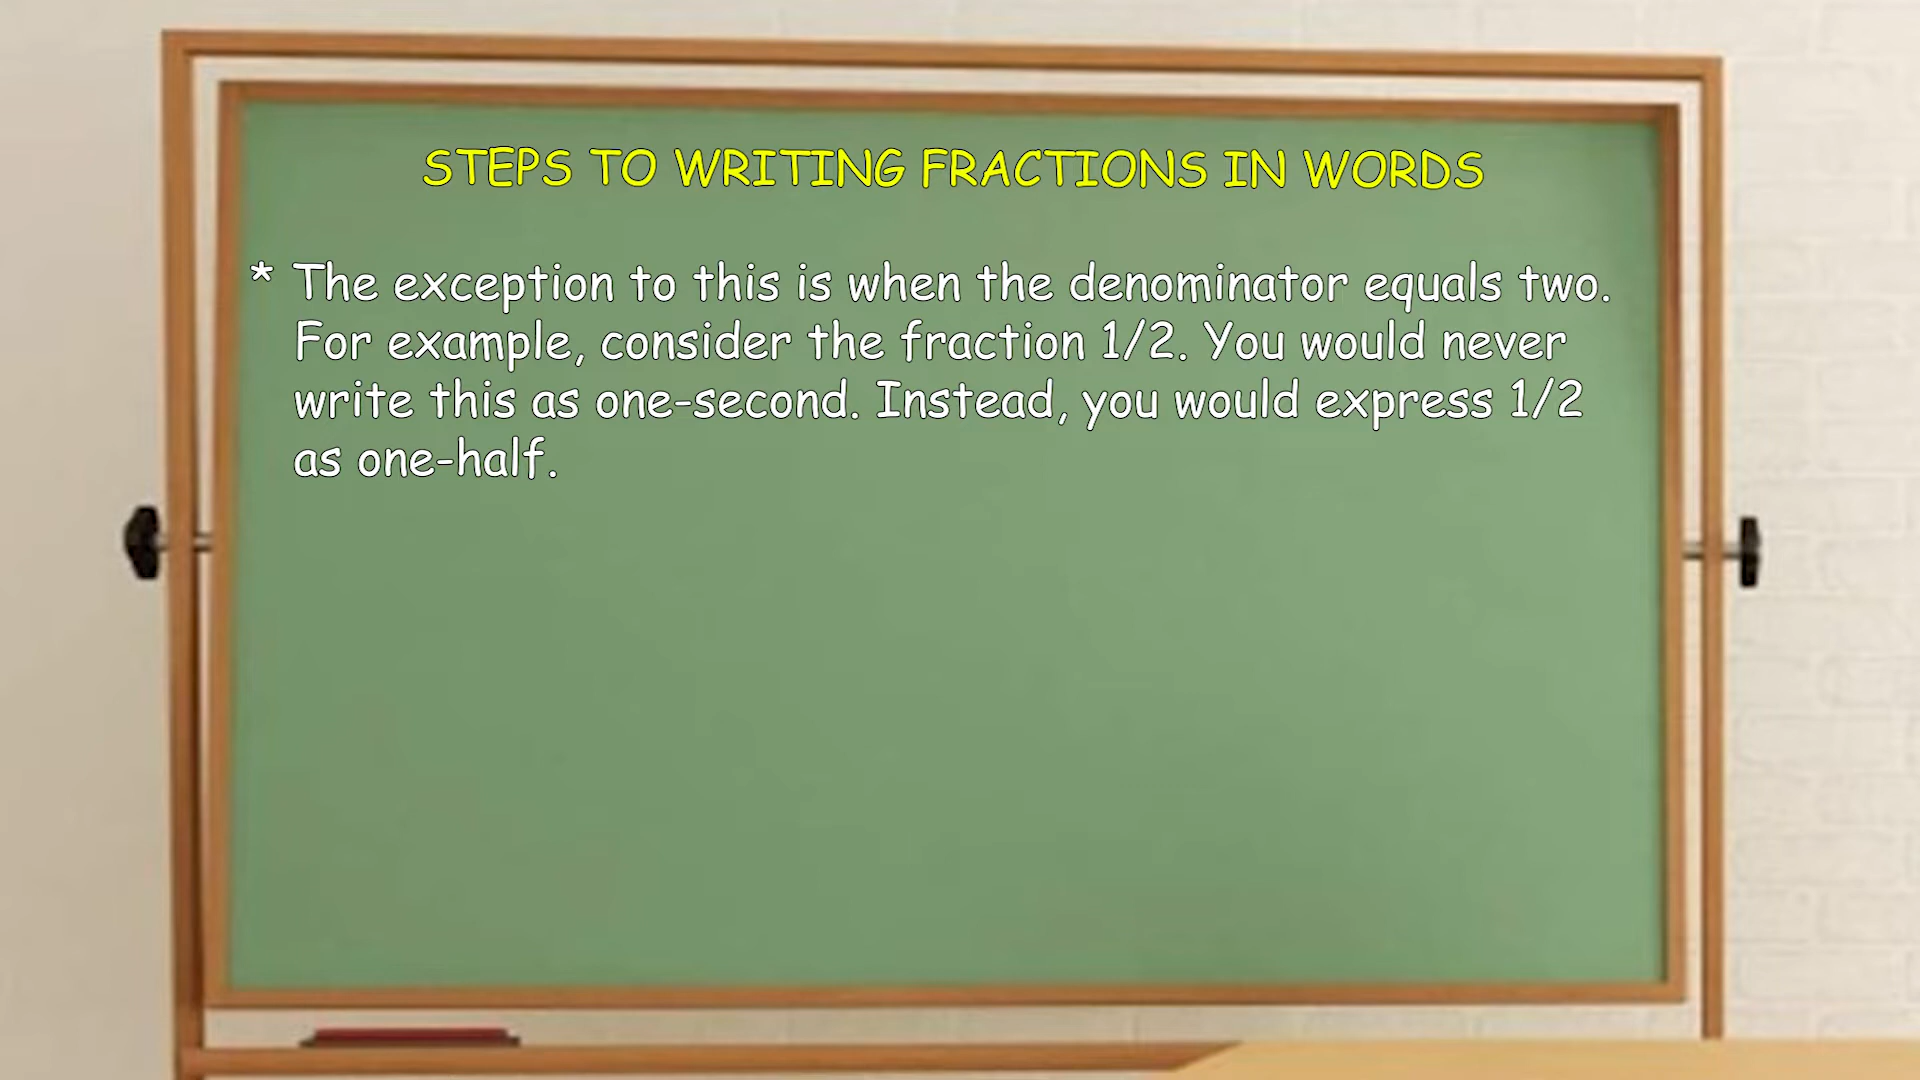 STEPS TO WRITING FRACTIONS IN WORDS
* The exception to this is when the denominator equals two.
For example, consider the fraction 1/2. You would never
write this as one-second. Instead, you would express 1/2
as one-half.